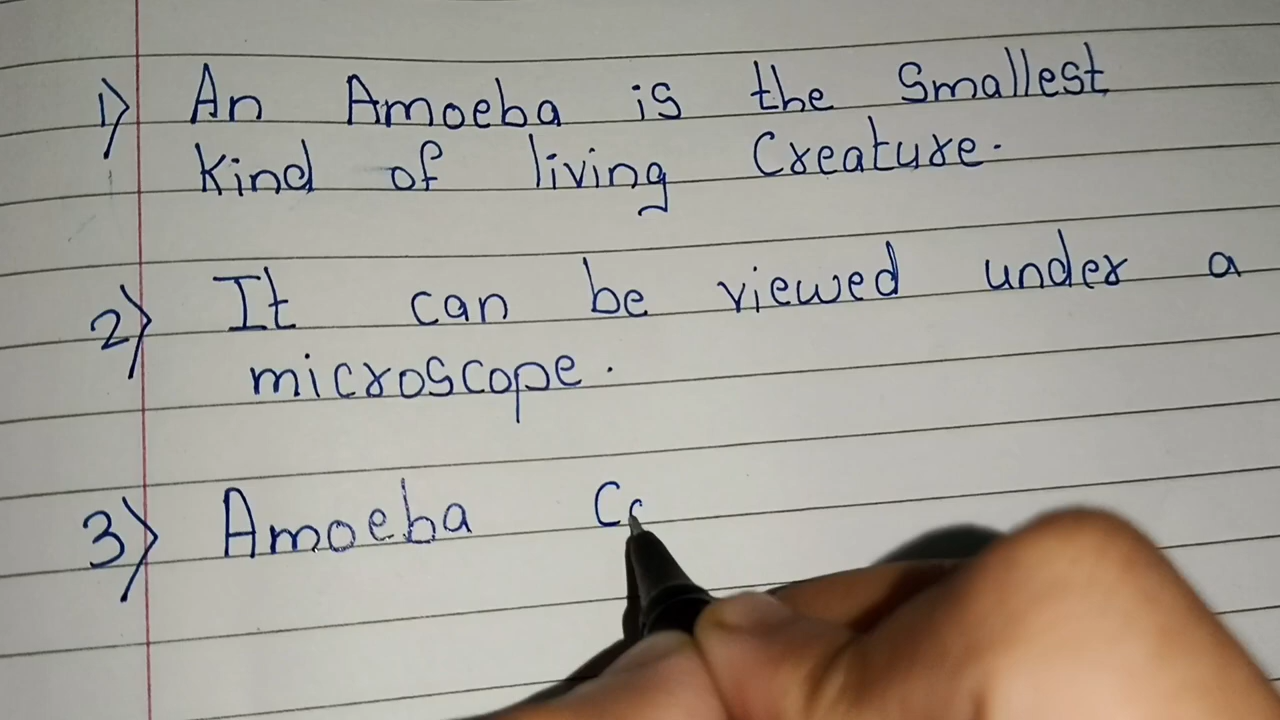 1) An Amoeba is the Smallest
kind of living Creature.
2) It can be viewed under a
microscope.
3) Amoeba